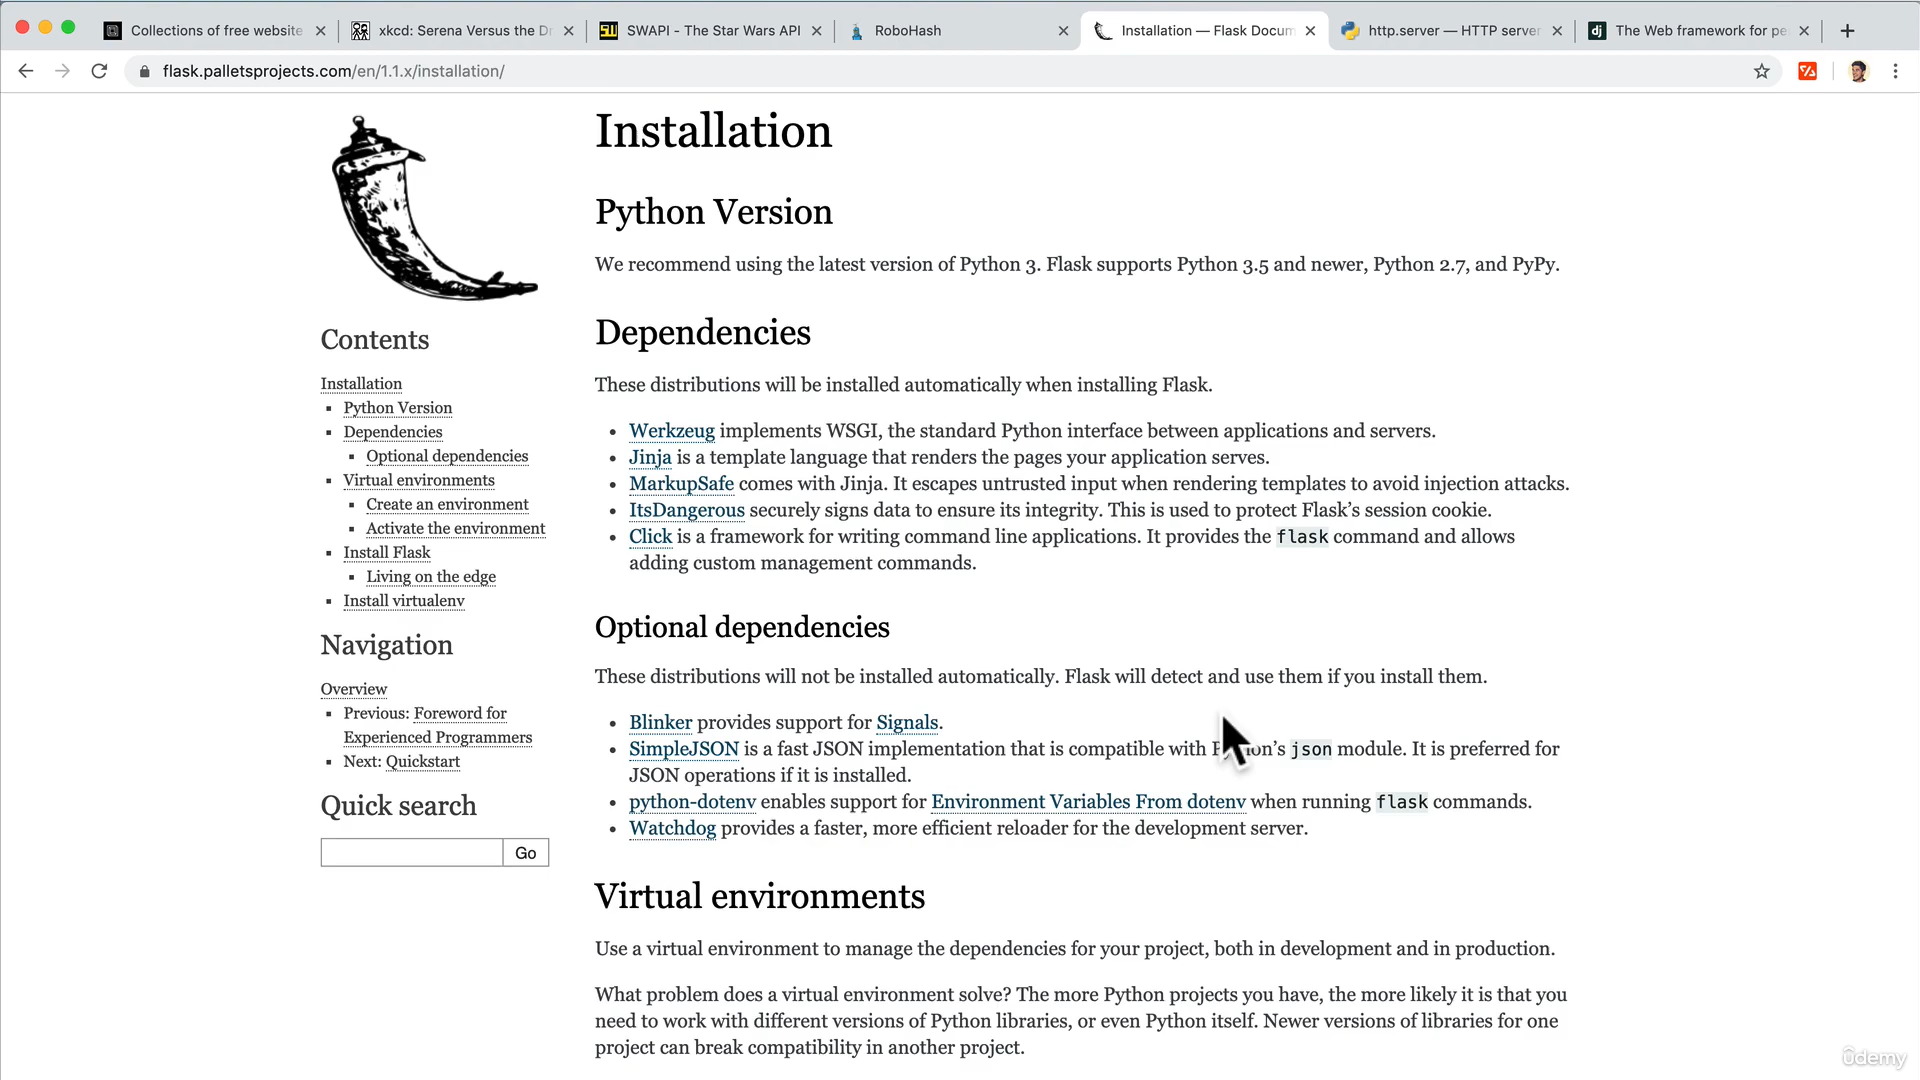 Collections of free website
xkcd: Serena Versus the Dr
SWAPI - The Star Wars API
RoboHash
Installation — Flask Docum
http.server — HTTP server
dj
The Web framework for pe
flask.palletsprojects.com/en/1.1.x/installation/
Contents
Installation
Python Version
Dependencies
Optional dependencies
Virtual environments
Create an environment
Activate the environment
Install Flask
Living on the edge
Install virtualenv
Navigation
Overview
Previous: Foreword for
Experienced Programmers
Next: Quickstart
Quick search
Go
Installation
Python Version
We recommend using the latest version of Python 3. Flask supports Python 3.5 and newer, Python 2.7, and PyPy.
Dependencies
These distributions will be installed automatically when installing Flask.
Werkzeug implements WSGI, the standard Python interface between applications and servers.
Jinja is a template language that renders the pages your application serves.
MarkupSafe comes with Jinja. It escapes untrusted input when rendering templates to avoid injection attacks.
ItsDangerous securely signs data to ensure its integrity. This is used to protect Flask’s session cookie.
Click is a framework for writing command line applications. It provides the flask command and allows
adding custom management commands.
Optional dependencies
These distributions will not be installed automatically. Flask will detect and use them if you install them.
Blinker provides support for Signals.
SimpleJSON is a fast JSON implementation that is compatible with Python’s json module. It is preferred for
JSON operations if it is installed.
python-dotenv enables support for Environment Variables From dotenv when running flask commands.
Watchdog provides a faster, more efficient reloader for the development server.
Virtual environments
Use a virtual environment to manage the dependencies for your project, both in development and in production.
What problem does a virtual environment solve? The more Python projects you have, the more likely it is that you
need to work with different versions of Python libraries, or even Python itself. Newer versions of libraries for one
project can break compatibility in another project.
ûdemy